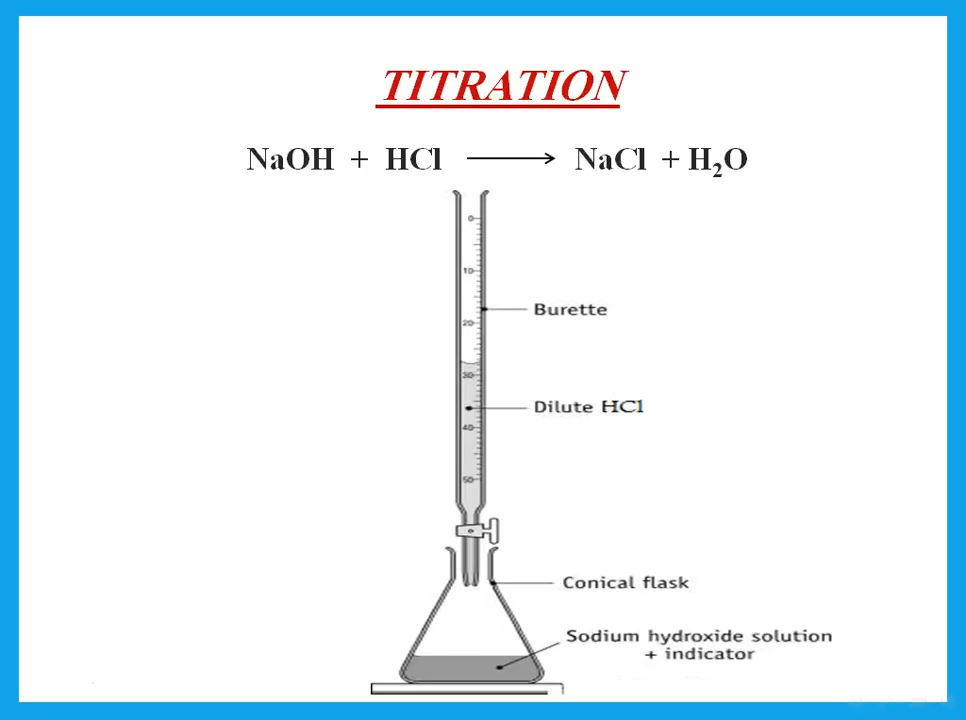 TITRATION
NaOH + HCl ⟶ NaCl + H₂O
0
10
Burette
20
30
Dilute HCl
40
50
Conical flask
Sodium hydroxide solution
+ indicator